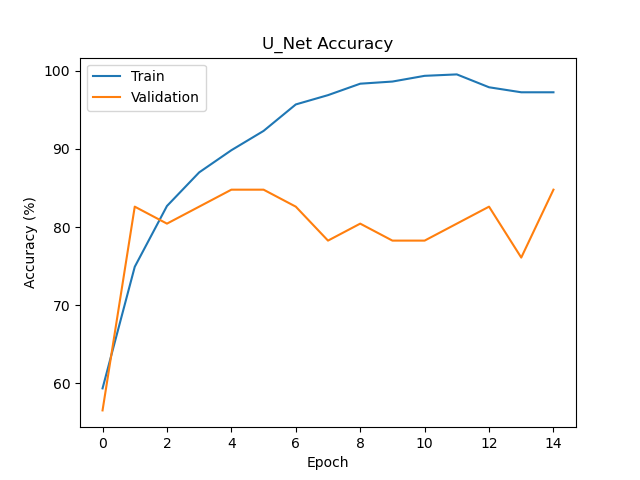 U_Net Accuracy
Train
Validation
Accuracy (%)
100
90
80
70
60
0 2 4 6 8 10 12 14
Epoch